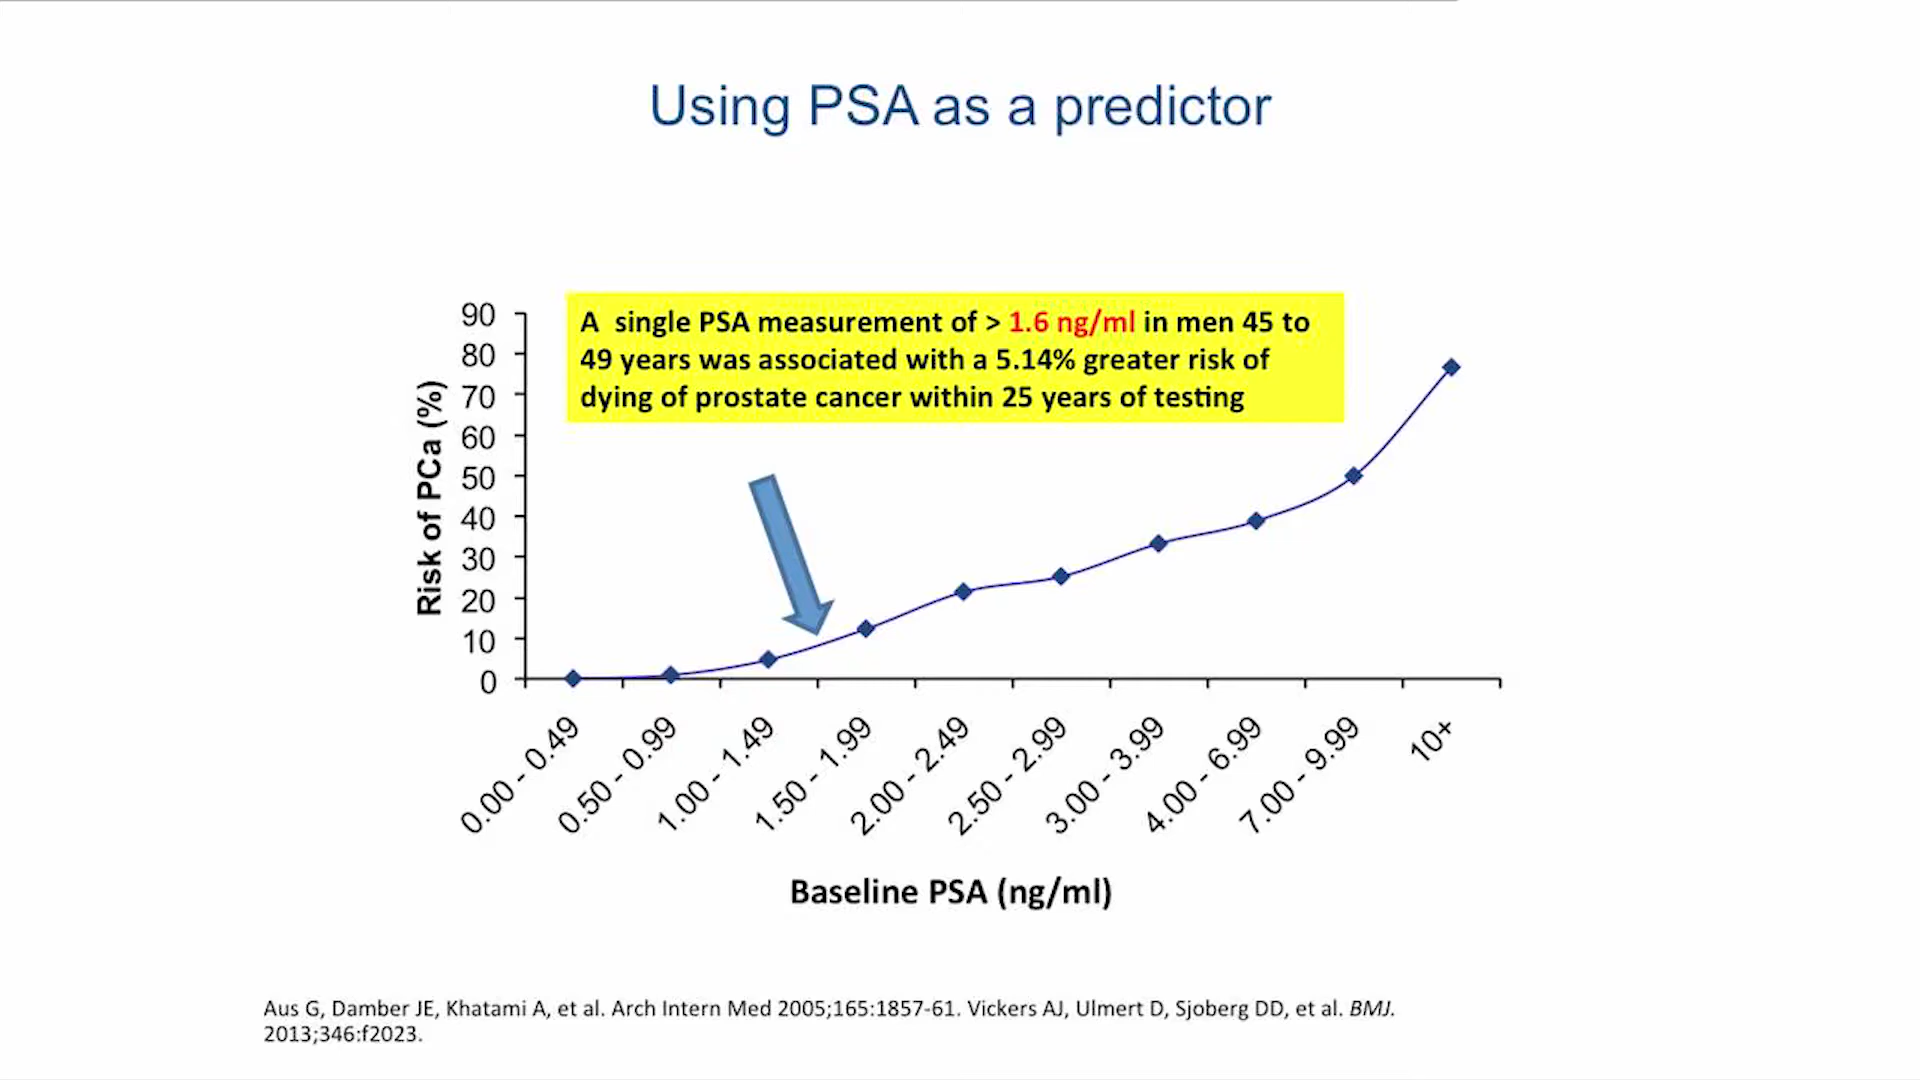 Using PSA as a predictor
A single PSA measurement of > 1.6 ng/ml in men 45 to
49 years was associated with a 5.14% greater risk of
dying of prostate cancer within 25 years of testing
Risk of PCa (%)
90
80
70
60
50
40
30
20
10
0
0.00 - 0.49
0.50 - 0.99
1.00 - 1.49
1.50 - 1.99
2.00 - 2.49
2.50 - 2.99
3.00 - 3.99
4.00 - 6.99
7.00 - 9.99
10+
Baseline PSA (ng/ml)
Aus G, Damber JE, Khatami A, et al. Arch Intern Med 2005;165:1857-61. Vickers AJ, Ulmert D, Sjoberg DD, et al. BMJ.
2013;346:f2023.